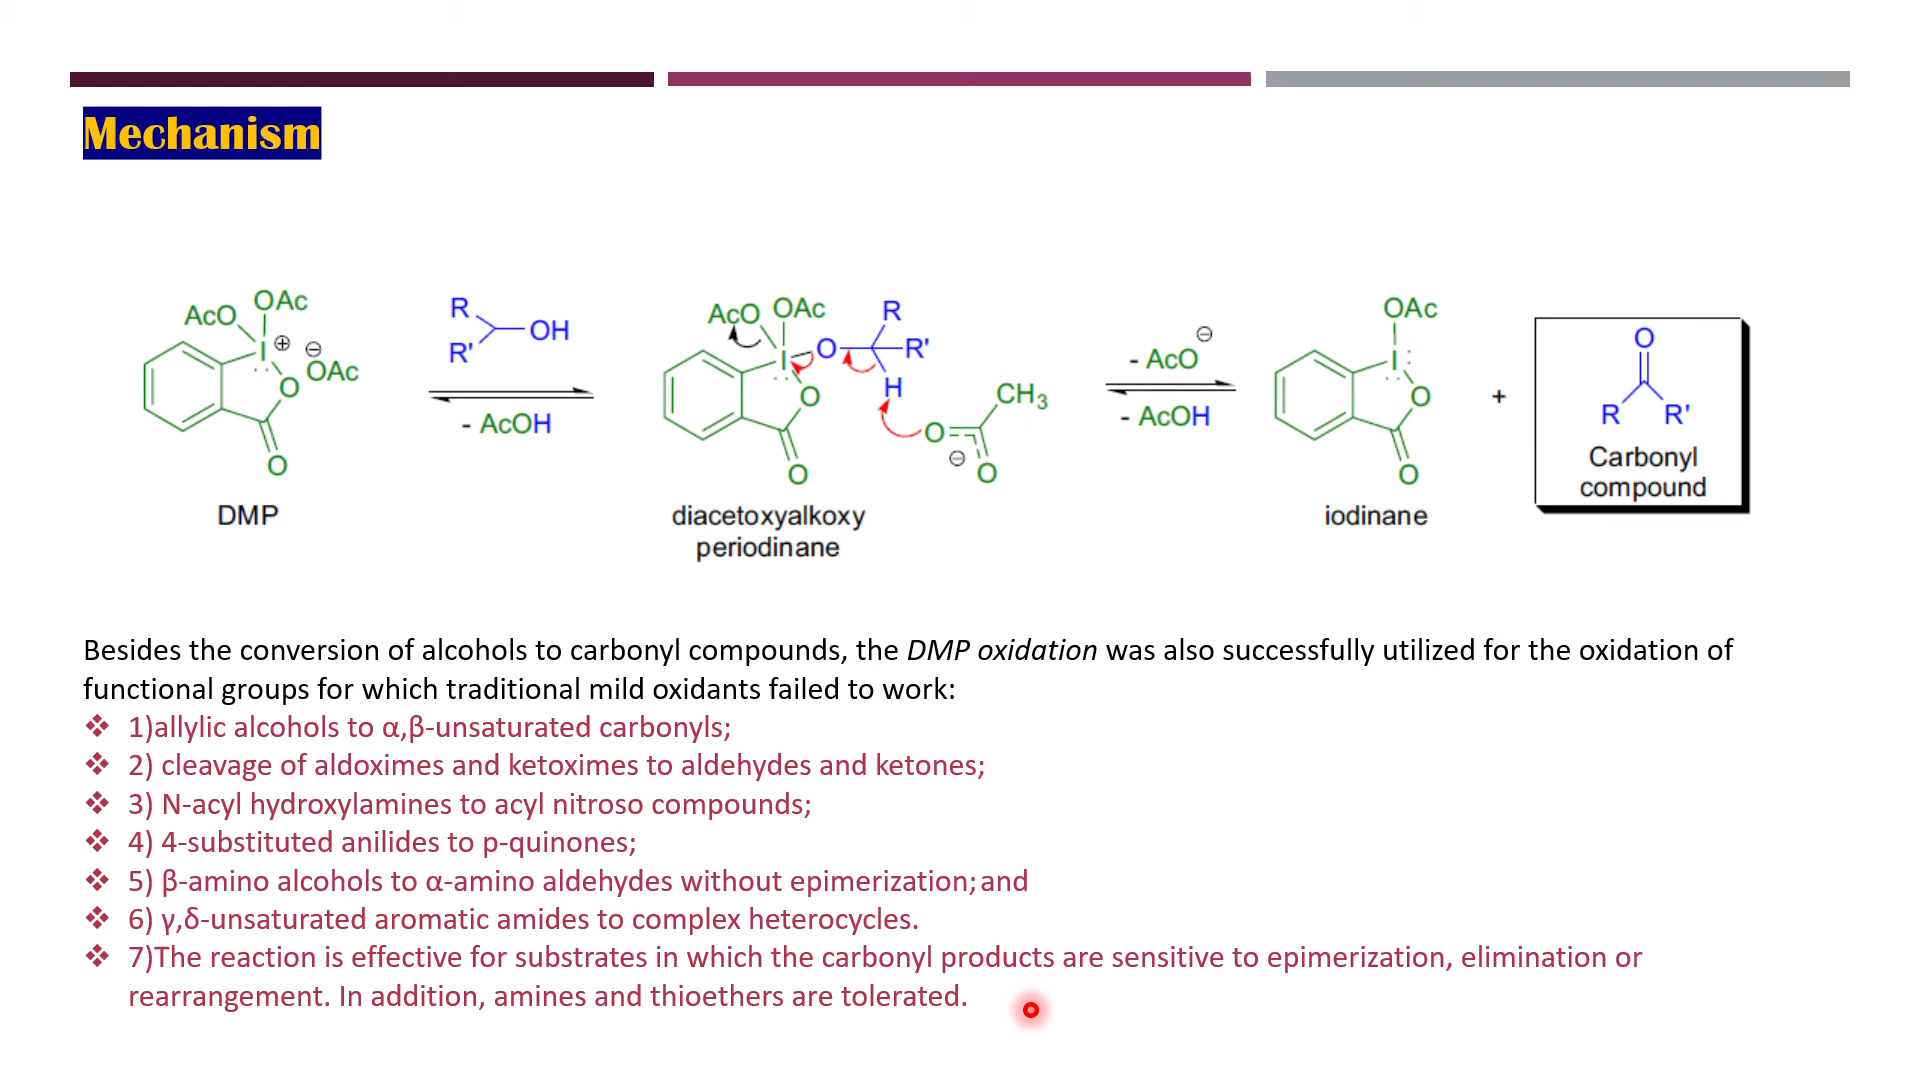 Mechanism
AcO OAc
I ⊕ ⊖
OAc
O
O
DMP
R
R' OH
- AcOH
AcO OAc
I O R
R'
H
O
O
CH3
O ⊖ O
diacetoxyalkoxy
periodinane
- AcO ⊖
- AcOH
OAc
I
O
O
iodinane
+
O
R R'
Carbonyl
compound
Besides the conversion of alcohols to carbonyl compounds, the DMP oxidation was also successfully utilized for the oxidation of
functional groups for which traditional mild oxidants failed to work:
❖ 1)allylic alcohols to α,β-unsaturated carbonyls;
❖ 2) cleavage of aldoximes and ketoximes to aldehydes and ketones;
❖ 3) N-acyl hydroxylamines to acyl nitroso compounds;
❖ 4) 4-substituted anilides to p-quinones;
❖ 5) β-amino alcohols to α-amino aldehydes without epimerization; and
❖ 6) γ,δ-unsaturated aromatic amides to complex heterocycles.
❖ 7)The reaction is effective for substrates in which the carbonyl products are sensitive to epimerization, elimination or
rearrangement. In addition, amines and thioethers are tolerated.